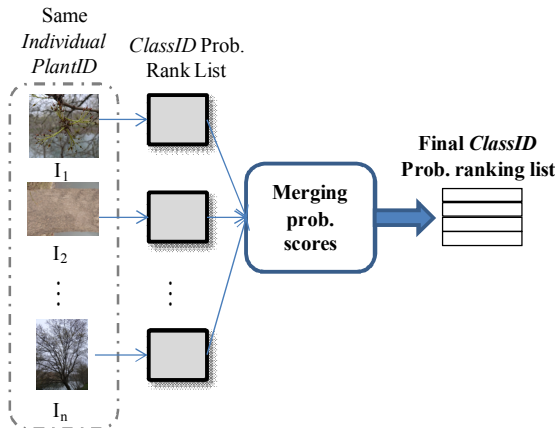 Same
Individual
PlantID
ClassID Prob.
Rank List
I1
I2
In
Merging
prob.
scores
Final ClassID
Prob. ranking list